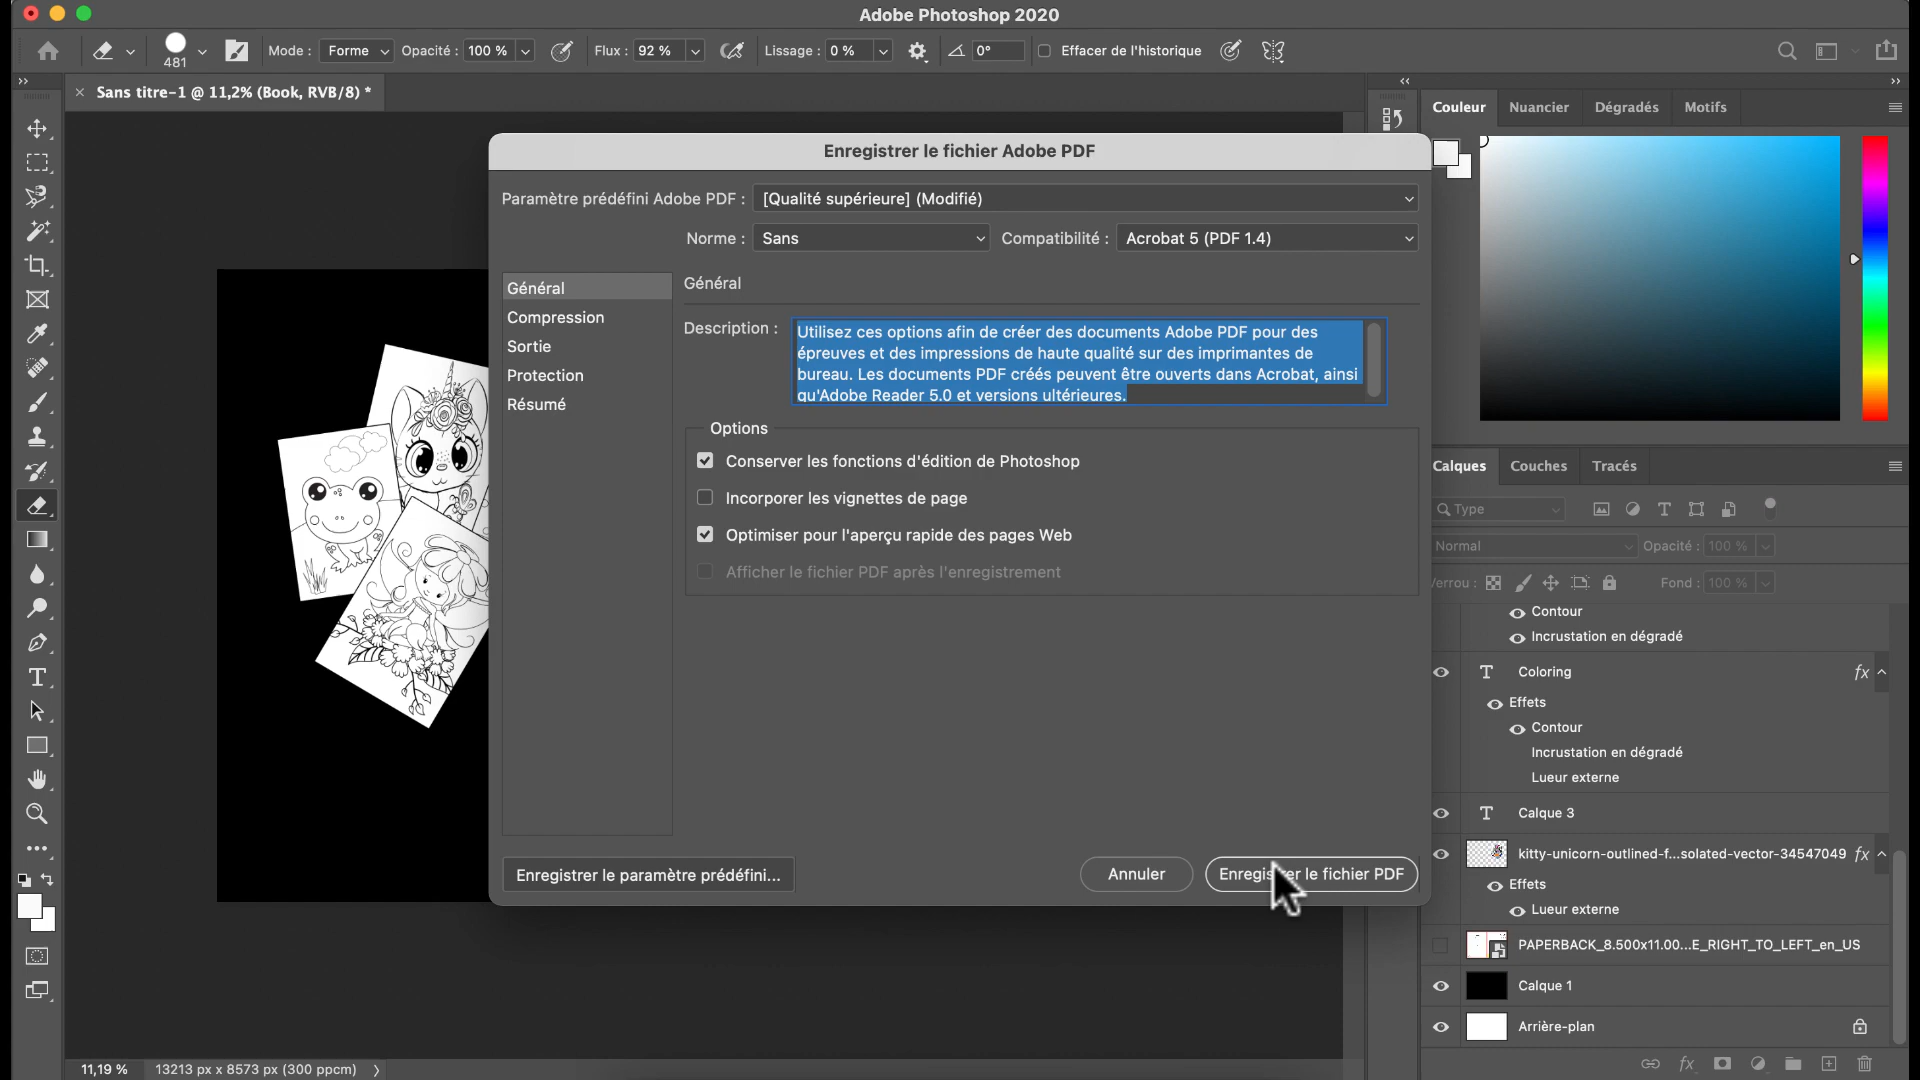 Adobe Photoshop 2020
481
Mode : Forme Opacité : 100 % Flux : 92 % Lissage : 0 % 0° Effacer de l'historique
Sans titre-1 @ 11,2% (Book, RVB/8) *
Couleur Nuancier Dégradés Motifs
Enregistrer le fichier Adobe PDF
Paramètre prédéfini Adobe PDF : [Qualité supérieure] (Modifié)
Norme : Sans Compatibilité : Acrobat 5 (PDF 1.4)
Général
Compression
Sortie
Protection
Résumé
Général
Description : Utilisez ces options afin de créer des documents Adobe PDF pour des
épreuves et des impressions de haute qualité sur des imprimantes de
bureau. Les documents PDF créés peuvent être ouverts dans Acrobat, ainsi
qu'Adobe Reader 5.0 et versions ultérieures.
Options
Conserver les fonctions d'édition de Photoshop
Incorporer les vignettes de page
Optimiser pour l'aperçu rapide des pages Web
Afficher le fichier PDF après l'enregistrement
Enregistrer le paramètre prédéfini... Annuler Enregistrer le fichier PDF
Calques Couches Tracés
Type
Normal Opacité : 100 %
Verrou : Fond : 100 %
Contour
Incrustation en dégradé
Coloring fx
Effets
Contour
Incrustation en dégradé
Lueur externe
Calque 3
kitty-unicorn-outlined-f...solated-vector-34547049 fx
Effets
Lueur externe
PAPERBACK_8.500x11.00...E_RIGHT_TO_LEFT_en_US
Calque 1
Arrière-plan
fx
11,19 % 13213 px x 8573 px (300 ppcm)